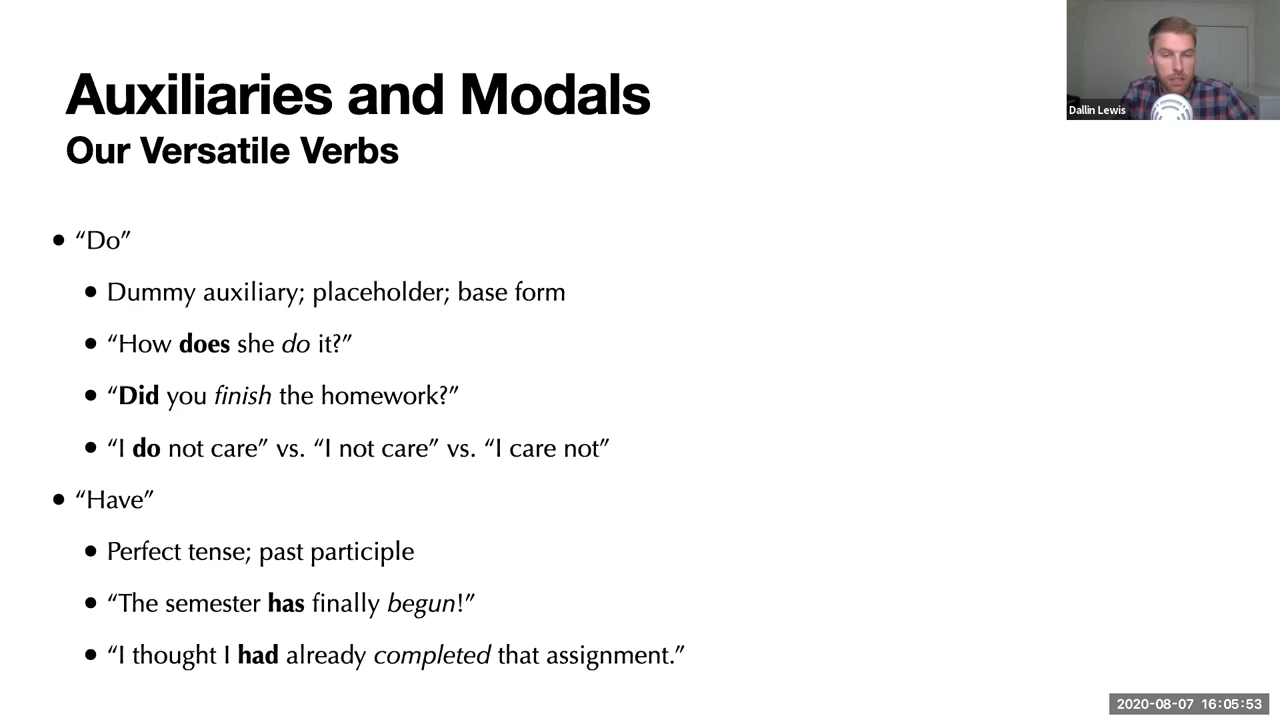 Auxiliaries and Modals
Our Versatile Verbs
Dallin Lewis
• “Do”
• Dummy auxiliary; placeholder; base form
• “How does she do it?”
• “Did you finish the homework?”
• “I do not care” vs. “I not care” vs. “I care not”
• “Have”
• Perfect tense; past participle
• “The semester has finally begun!”
• “I thought I had already completed that assignment.”
2020-08-07 16:05:53